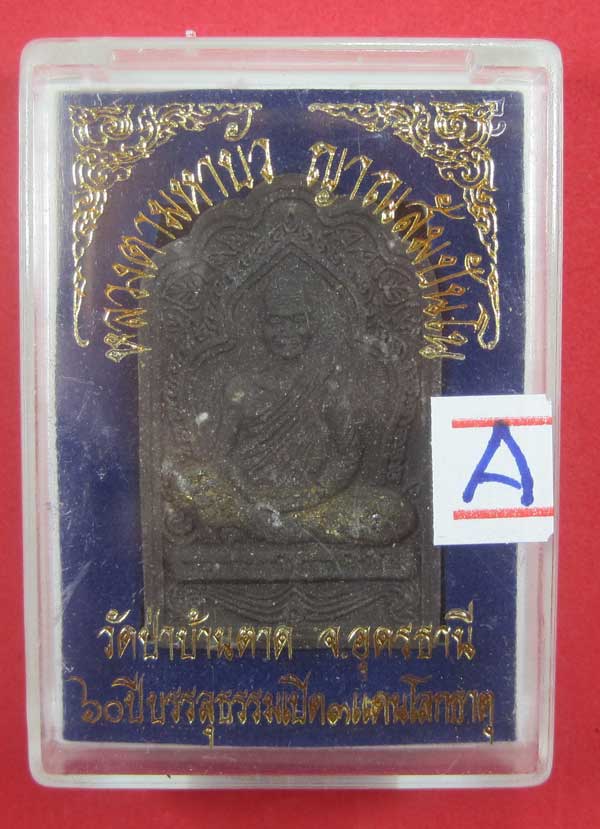 หลวงตามหาบัว ญาณสัมปันโน
A
วัดป่าบ้านตาด จ.อุดรธานี
๖๐ปีบรรลุธรรมเปิด๓แดนโลกธาตุ